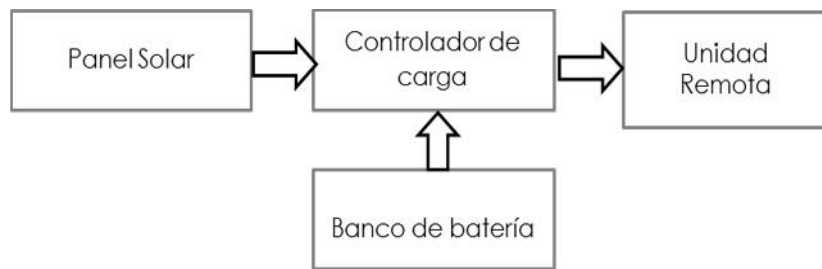 Panel Solar
Controlador de
carga
Unidad
Remota
Banco de batería